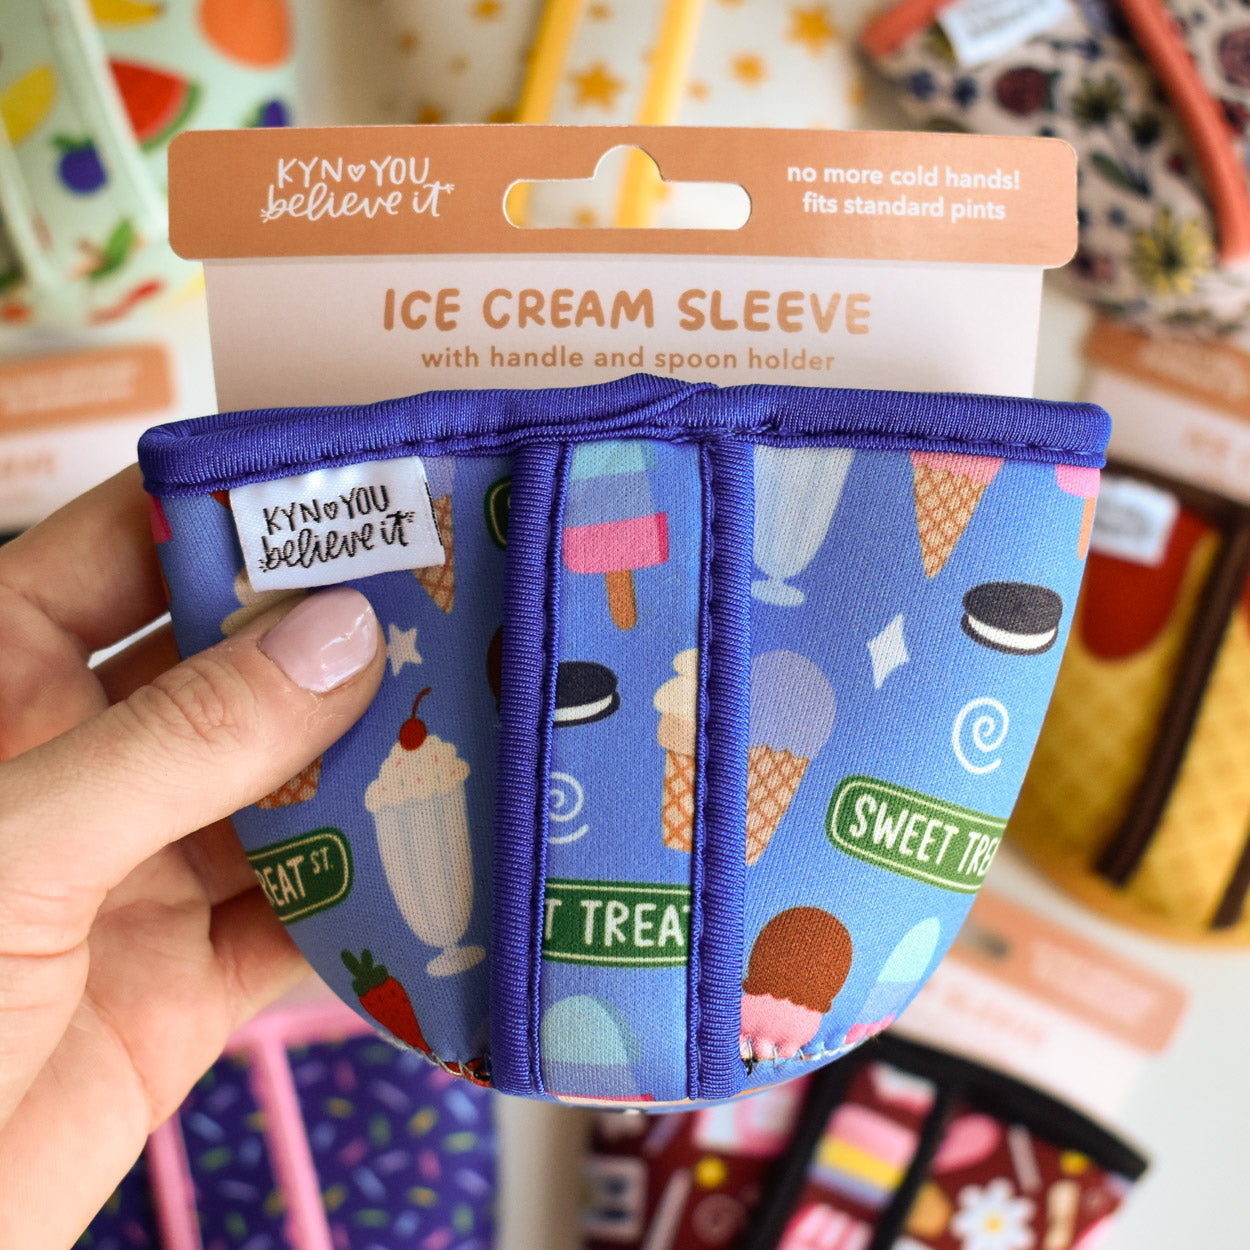 KYN♡YOU
believe it
no more cold hands!
fits standard pints
ICE CREAM SLEEVE
with handle and spoon holder
KYN♡YOU
believe it
SWEET TRE
REAT ST.
T TREAT